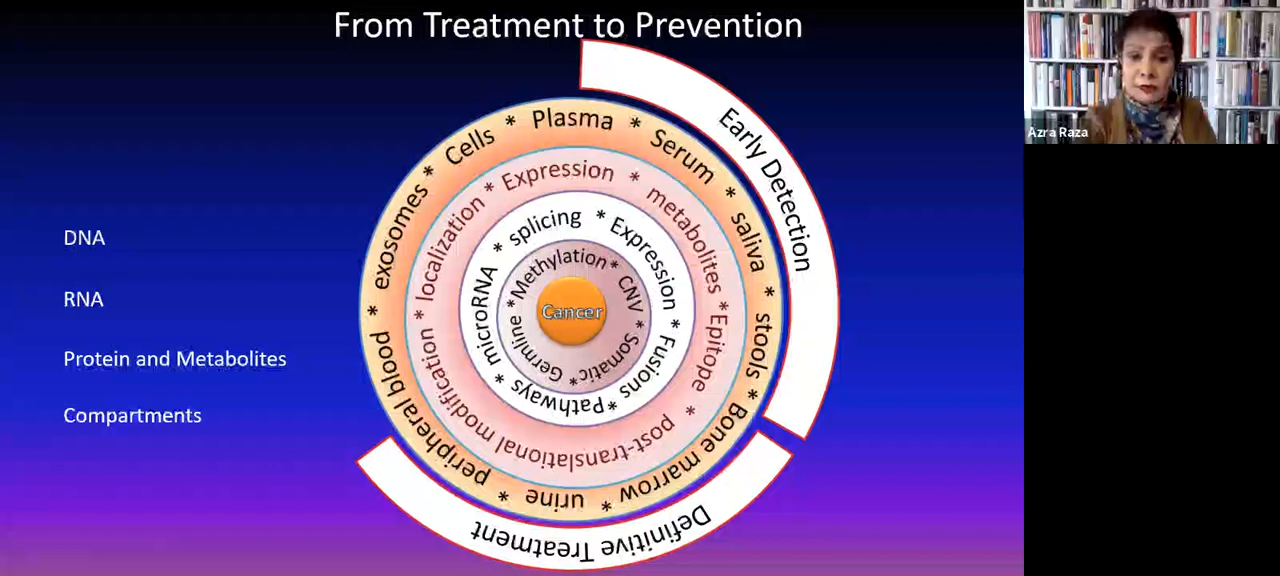 From Treatment to Prevention
Azra Raza
DNA
RNA
Protein and Metabolites
Compartments
Early Detection
Definitive Treatment
Cells * Plasma * Serum * saliva * stools * Bone marrow * urine * peripheral blood * exosomes *
Expression * metabolites * Epitope * post-translational modification * localization *
splicing * Expression * Fusions * Pathways * microRNA *
Methylation * CNV * Somatic * Germline *
Cancer